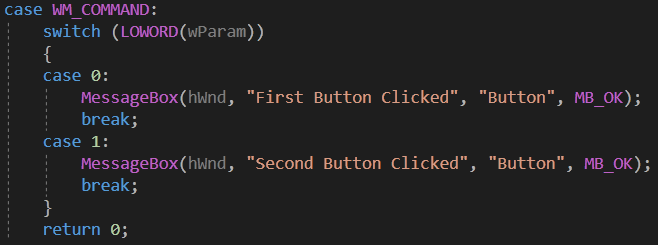 case WM_COMMAND:
switch (LOWORD(wParam))
{
case 0:
MessageBox(hWnd, "First Button Clicked", "Button", MB_OK);
break;
case 1:
MessageBox(hWnd, "Second Button Clicked", "Button", MB_OK);
break;
}
return 0;